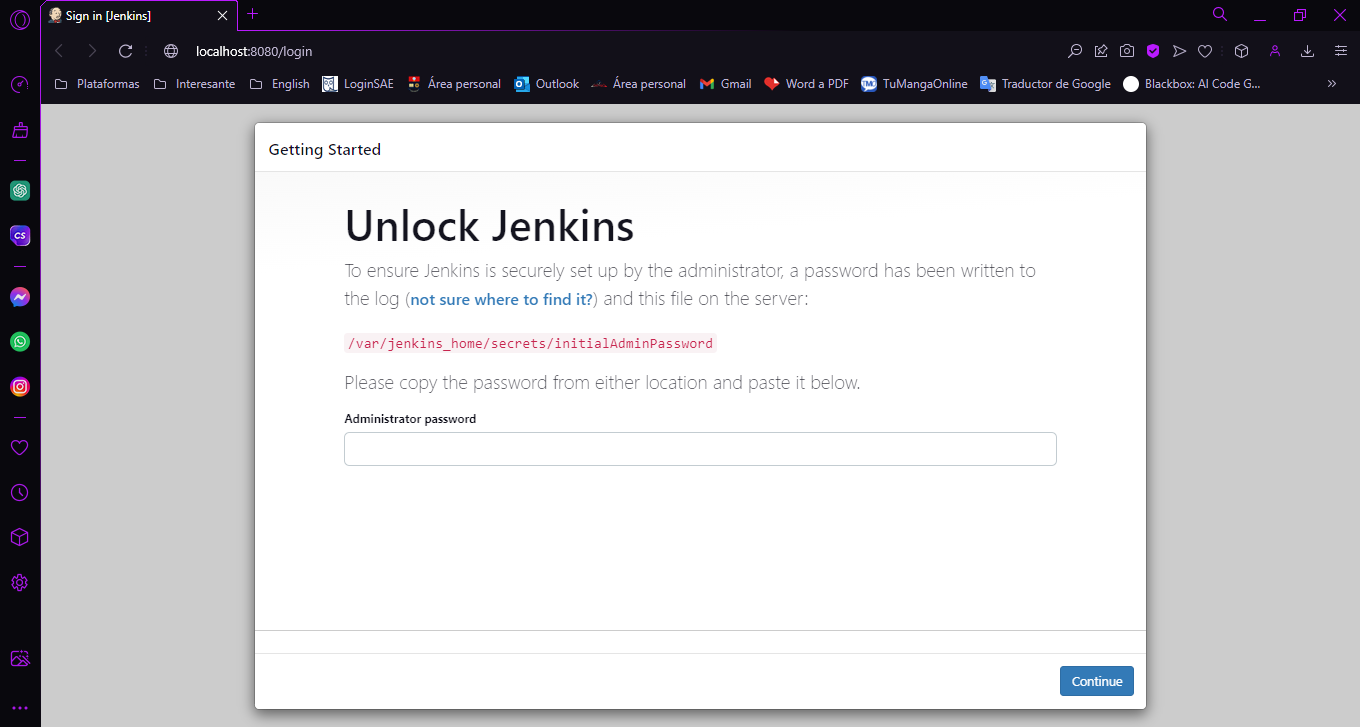 Sign in [Jenkins]
localhost:8080/login
Plataformas Interesante English LoginSAE Área personal Outlook Área personal Gmail Word a PDF TuMangaOnline Traductor de Google Blackbox: AI Code G...
CS
Getting Started
Unlock Jenkins
To ensure Jenkins is securely set up by the administrator, a password has been written to
the log (not sure where to find it?) and this file on the server:
/var/jenkins_home/secrets/initialAdminPassword
Please copy the password from either location and paste it below.
Administrator password
Continue